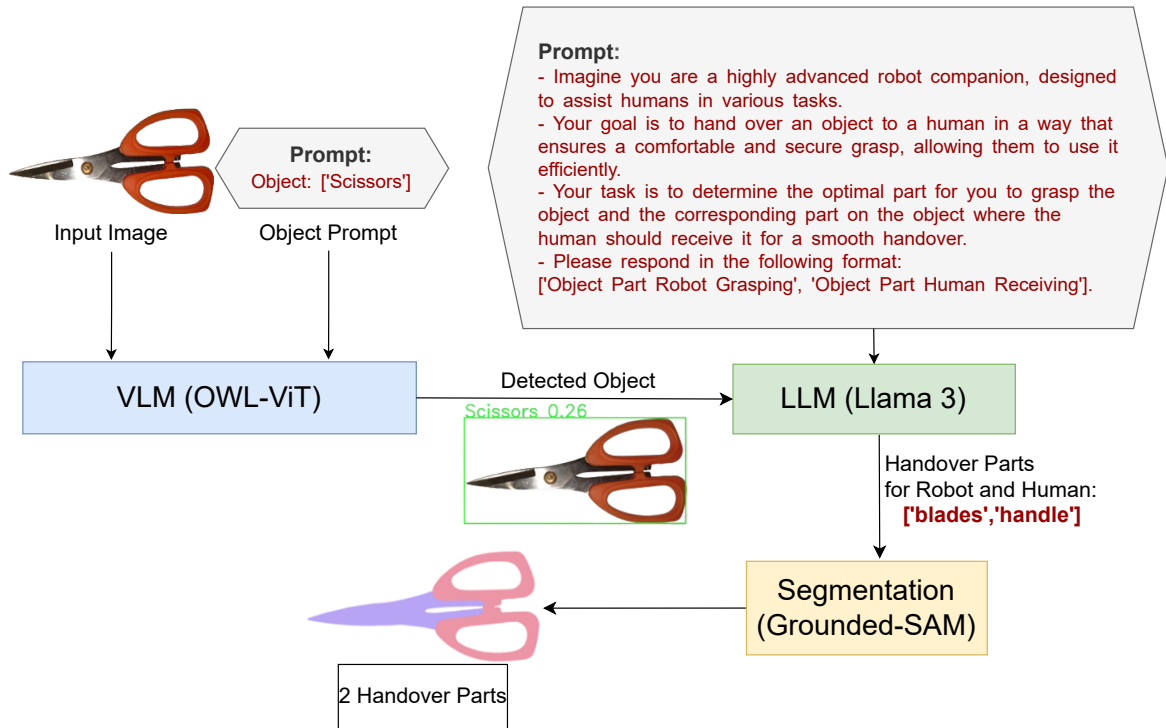 Prompt:
- Imagine you are a highly advanced robot companion, designed
to assist humans in various tasks.
- Your goal is to hand over an object to a human in a way that
ensures a comfortable and secure grasp, allowing them to use it
efficiently.
- Your task is to determine the optimal part for you to grasp the
object and the corresponding part on the object where the
human should receive it for a smooth handover.
- Please respond in the following format:
['Object Part Robot Grasping', 'Object Part Human Receiving'].
Prompt:
Object: ['Scissors']
Input Image
Object Prompt
VLM (OWL-ViT)
Detected Object
Scissors 0.26
LLM (Llama 3)
Handover Parts
for Robot and Human:
['blades','handle']
Segmentation
(Grounded-SAM)
2 Handover Parts